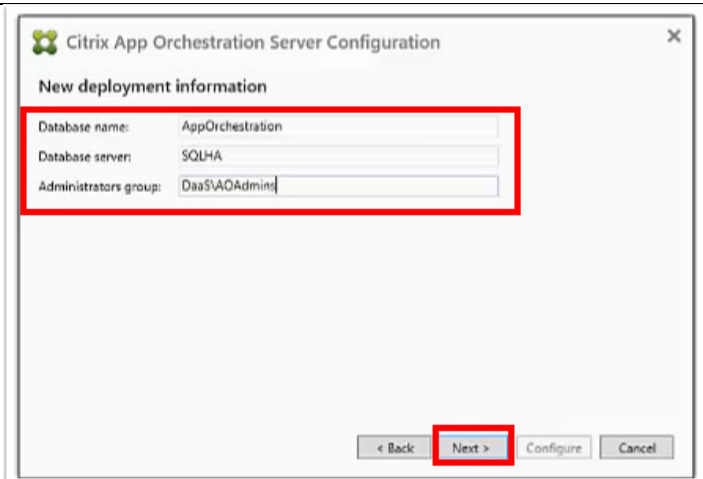 Citrix App Orchestration Server Configuration
New deployment information
Database name: AppOrchestration
Database server: SQLHA
Administrators group: DaaS\AOAdmins
< Back Next > Configure Cancel